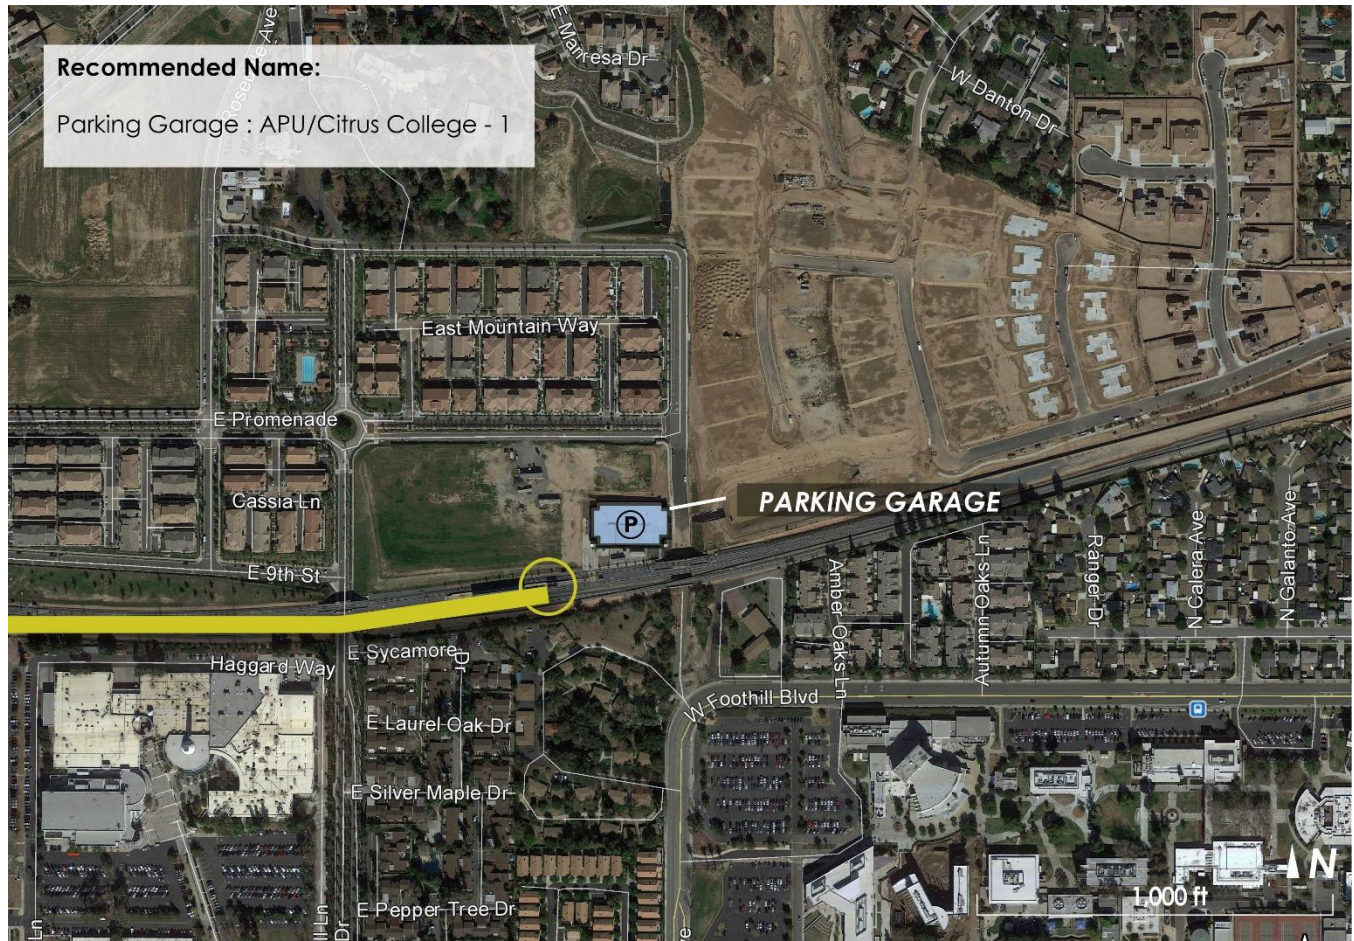 E Manresa Dr
Recommended Name:
Parking Garage : APU/Citrus College - 1
W Danton Dr
East Mountain Way
E Promenade
Cassia Ln
PARKING GARAGE
P
E 9th St
Amber Oaks Ln
Autumn Oaks Ln
Ranger Dr
N Calera Ave
N Galanto Ave
E Sycamore Dr
Haggard Way
W Foothill Blvd
E Laurel Oak Dr
E Silver Maple Dr
E Pepper Tree Dr
N
1,000 ft
Ln
Dr